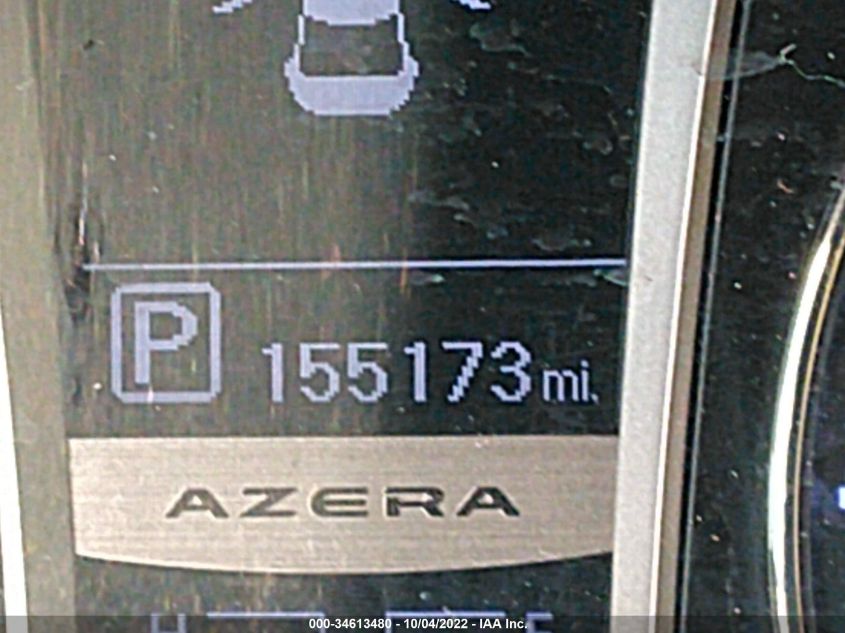 P
155173 mi.
AZERA
H
F
000-34613480 - 10/04/2022 - IAA Inc.